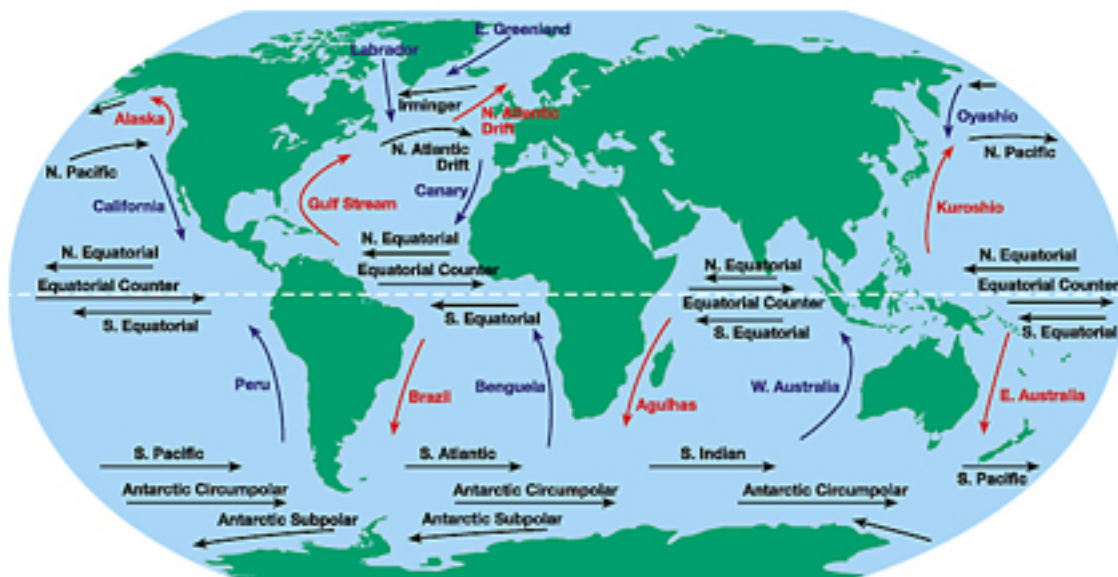 E. Greenland
Labrador
Irminger
Alaska
N. Atlantic
Drift
Oyashio
N. Atlantic
Drift
N. Pacific
N. Pacific
Canary
California
Gulf Stream
Kuroshio
N. Equatorial
N. Equatorial
N. Equatorial
N. Equatorial
Equatorial Counter
Equatorial Counter
Equatorial Counter
Equatorial Counter
S. Equatorial
S. Equatorial
S. Equatorial
S. Equatorial
Peru
Brazil
Benguela
Agulhas
W. Australia
E. Australia
S. Pacific
S. Atlantic
S. Indian
S. Pacific
Antarctic Circumpolar
Antarctic Circumpolar
Antarctic Circumpolar
Antarctic Subpolar
Antarctic Subpolar